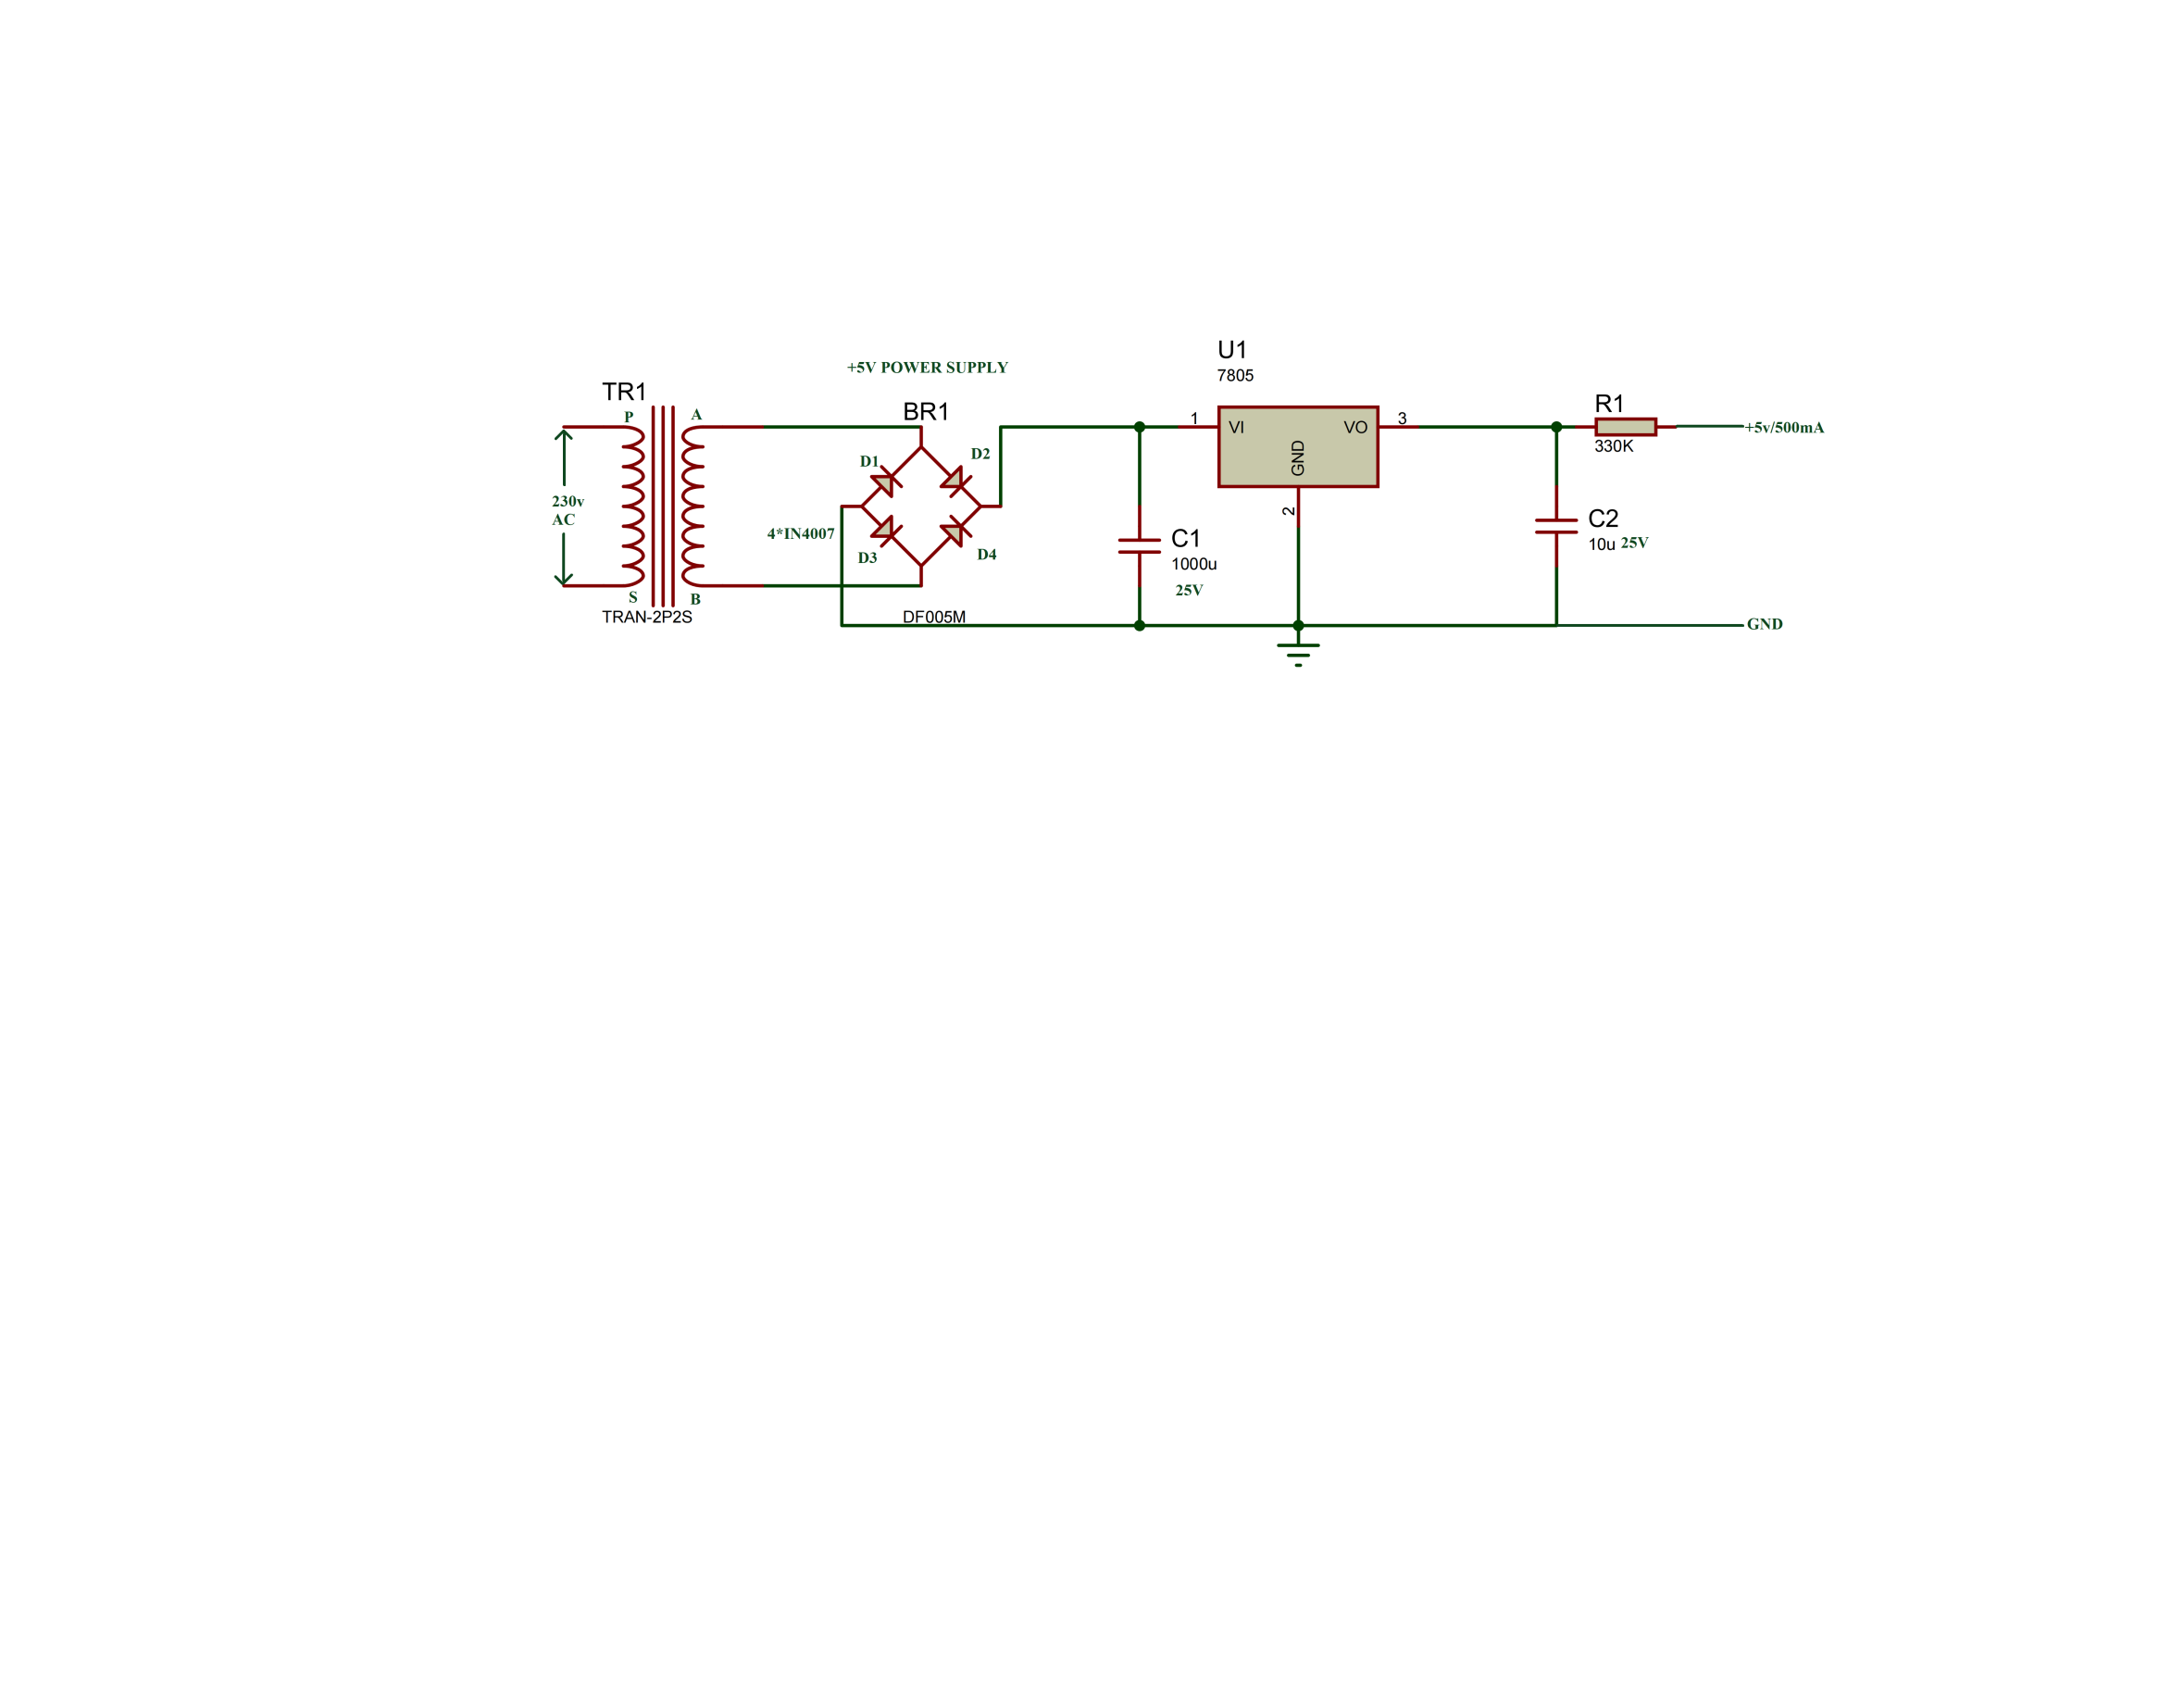 +5V POWER SUPPLY
TR1
P
A
230v
AC
S
B
TRAN-2P2S
BR1
D1
D2
4*IN4007
D3
D4
DF005M
C1
1000u
25V
U1
7805
1
VI
VO
3
GND
2
R1
330K
+5v/500mA
C2
10u 25V
GND